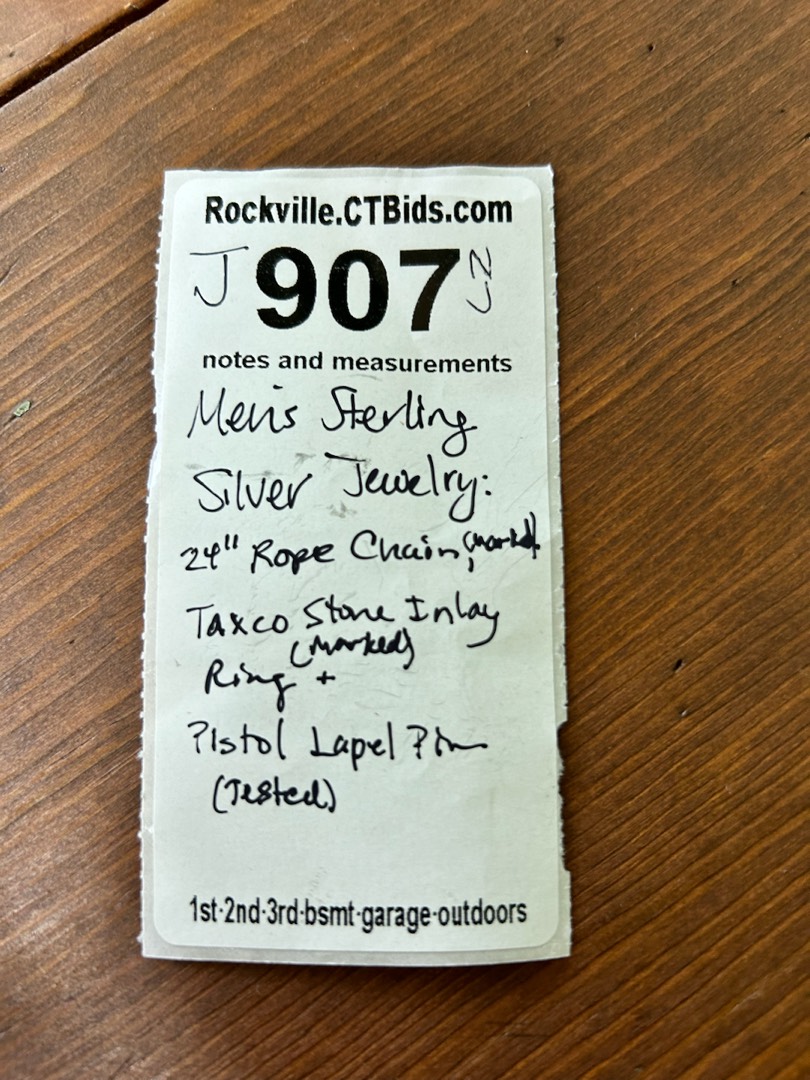 Rockville.CTBids.com
J 907
notes and measurements
Men's Sterling
Silver Jewelry:
24" Rope Chain, (marked)
Taxco Stone Inlay
(marked)
Ring +
Pistol Lapel Pin
(Tested)
1st·2nd·3rd·bsmt·garage·outdoors